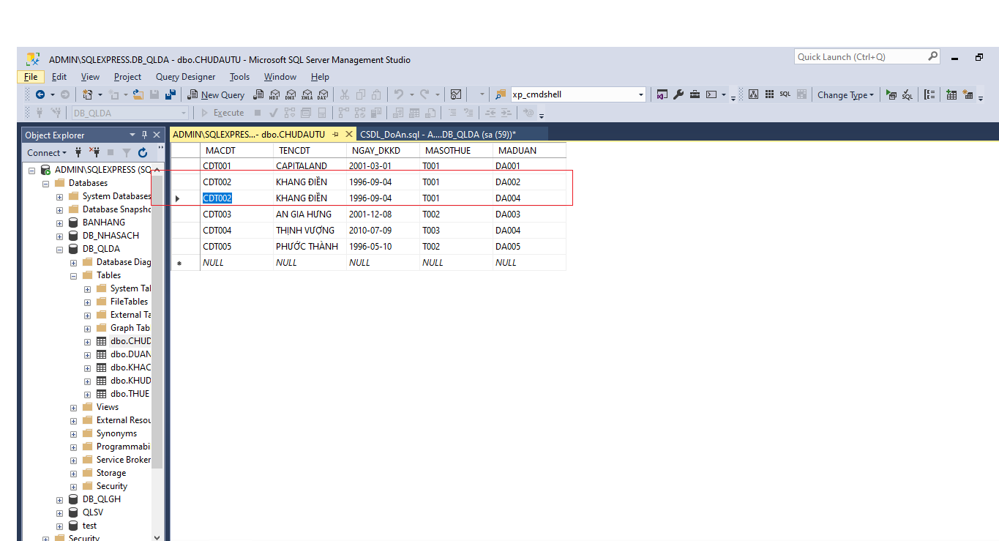 ADMIN\SQLEXPRESS.DB_QLDA - dbo.CHUDAUTU - Microsoft SQL Server Management Studio
Quick Launch (Ctrl+Q)
File Edit View Project Query Designer Tools Window Help
New Query MDX DMX XMLA DAX xp_cmdshell SQL Change Type SQL
DB_QLDA Execute
Object Explorer
ADMIN\SQLEXPRES...- dbo.CHUDAUTU CSDL_DoAn.sql - A....DB_QLDA (sa (59))*
Connect
MACDT TENCDT NGAY_DKKD MASOTHUE MADUAN
CDT001 CAPITALAND 2001-03-01 T001 DA001
CDT002 KHANG ĐIỀN 1996-09-04 T001 DA002
CDT002 KHANG ĐIỀN 1996-09-04 T001 DA004
CDT003 AN GIA HƯNG 2001-12-08 T002 DA003
CDT004 THỊNH VƯỢNG 2010-07-09 T003 DA004
CDT005 PHƯỚC THÀNH 1996-05-10 T002 DA005
NULL NULL NULL NULL NULL
ADMIN\SQLEXPRESS (SQ
Databases
System Databases
Database Snapsho
BANHANG
DB_NHASACH
DB_QLDA
Database Diag
Tables
System Tal
FileTables
External Ta
Graph Tab
dbo.CHUD
dbo.DUAN
dbo.KHAC
dbo.KHUD
dbo.THUE
Views
External Resou
Synonyms
Programmabi
Service Broker
Storage
Security
DB_QLGH
QLSV
test
Security